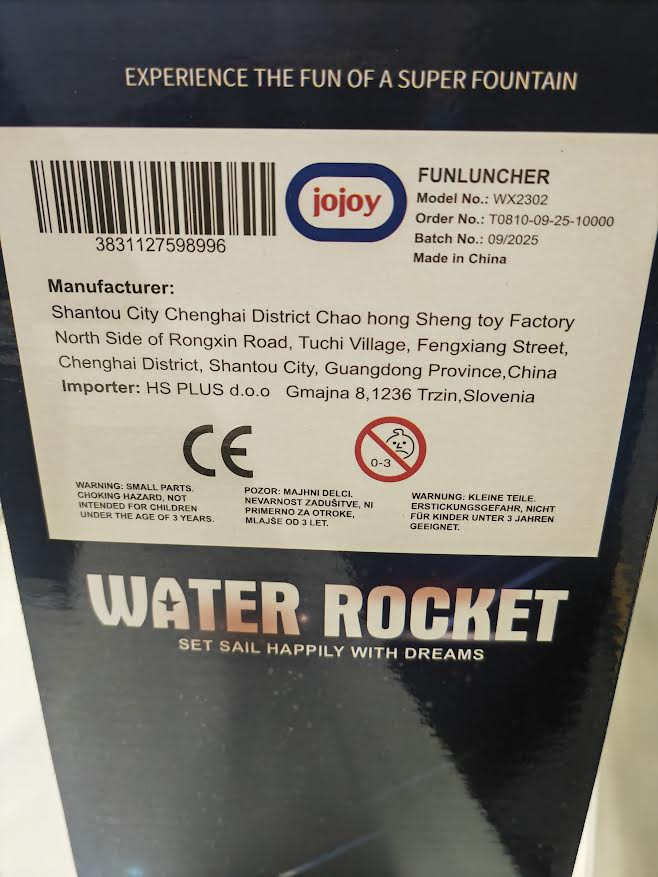 EXPERIENCE THE FUN OF A SUPER FOUNTAIN
3831127598996
jojoy
FUNLUNCHER
Model No.: WX2302
Order No.: T0810-09-25-10000
Batch No.: 09/2025
Made in China
Manufacturer:
Shantou City Chenghai District Chao hong Sheng toy Factory
North Side of Rongxin Road, Tuchi Village, Fengxiang Street,
Chenghai District, Shantou City, Guangdong Province,China
Importer: HS PLUS d.o.o Gmajna 8,1236 Trzin,Slovenia
CE
0-3
WARNING: SMALL PARTS.
CHOKING HAZARD, NOT
INTENDED FOR CHILDREN
UNDER THE AGE OF 3 YEARS.
POZOR: MAJHNI DELCI.
NEVARNOST ZADUŠITVE, NI
PRIMERNO ZA OTROKE,
MLAJŠE OD 3 LET.
WARNUNG: KLEINE TEILE.
ERSTICKUNGSGEFAHR, NICHT
FÜR KINDER UNTER 3 JAHREN
GEEIGNET.
WATER ROCKET
SET SAIL HAPPILY WITH DREAMS